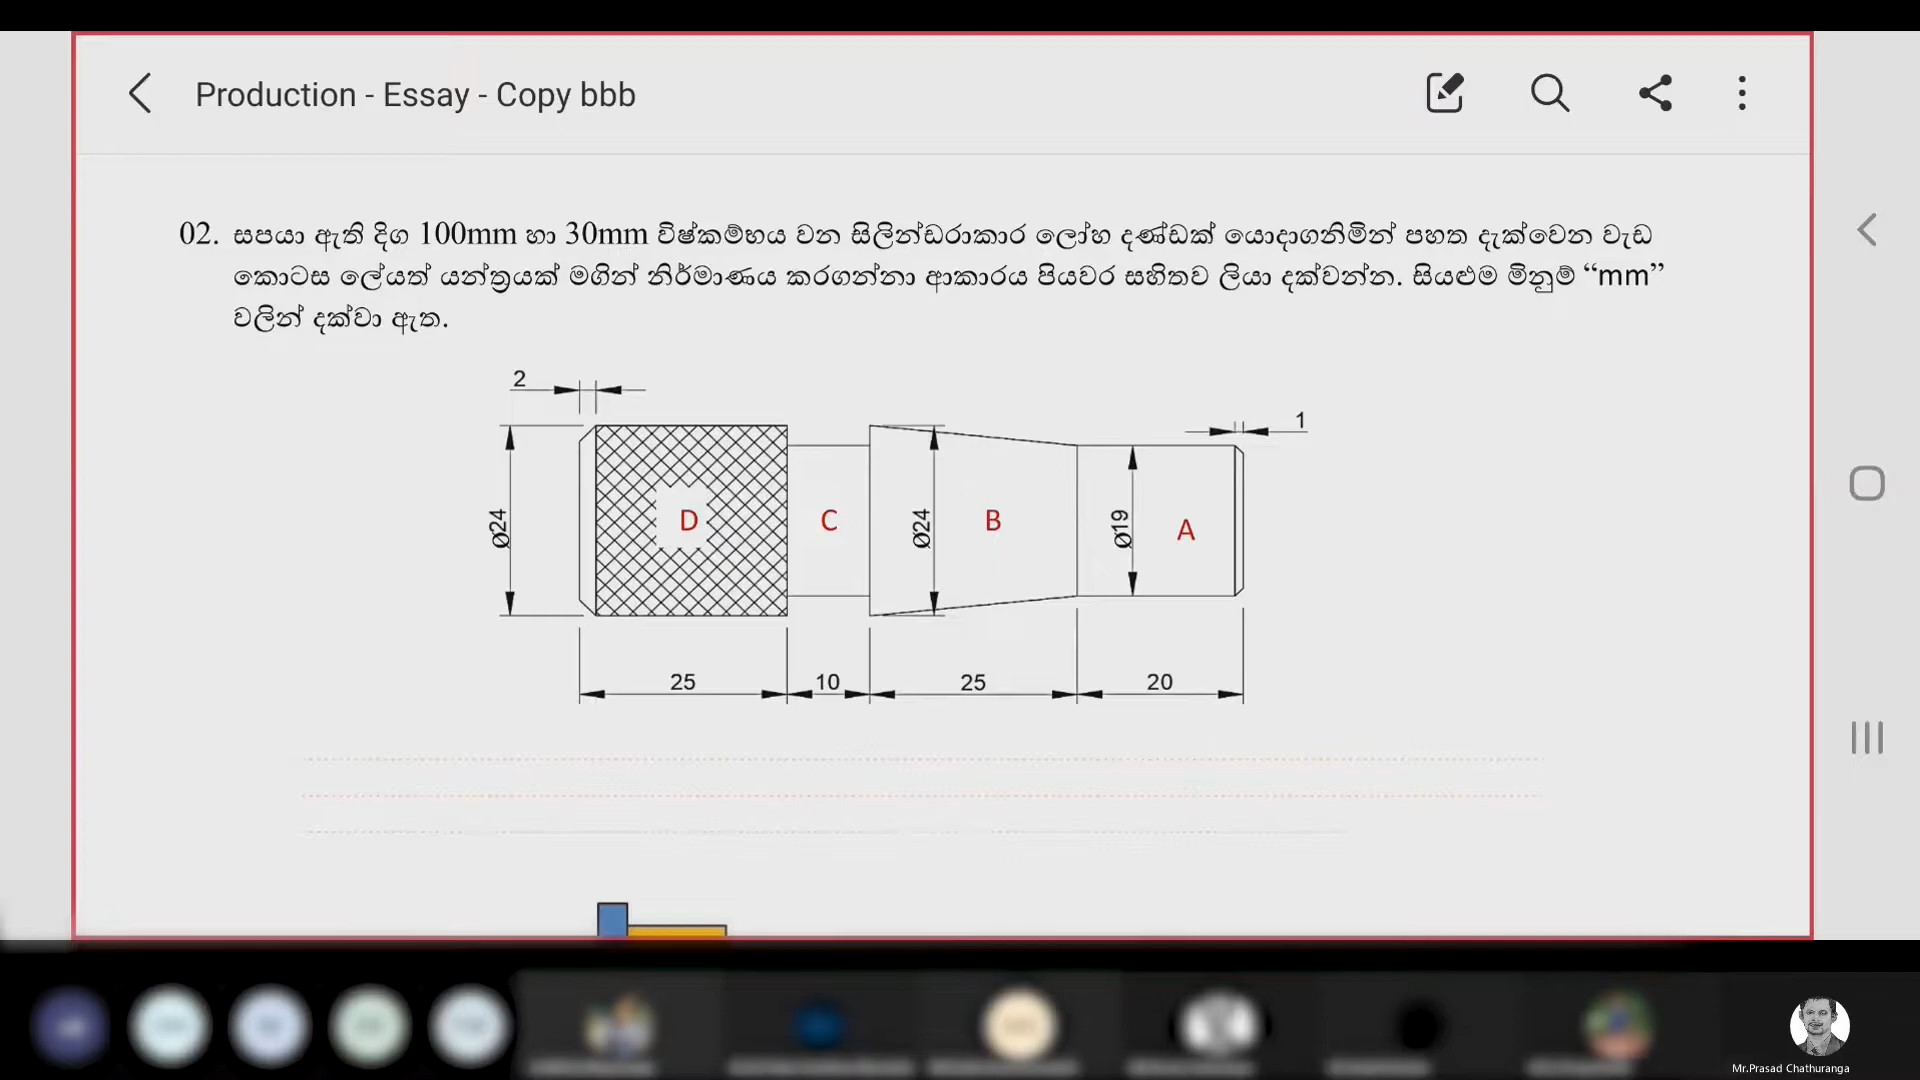 Production - Essay - Copy bbb
02. සපයා ඇති දිග 100mm හා 30mm විෂ්කම්භය වන සිලින්ඩරාකාර ලෝහ දණ්ඩක් යොදාගනිමින් පහත දැක්වෙන වැඩ
කොටස ලේයත් යන්ත්‍රයක් මගින් නිර්මාණය කරගන්නා ආකාරය පියවර සහිතව ලියා දක්වන්න. සියළුම මිනුම් “mm”
වලින් දක්වා ඇත.
2
1
ø24
D
C
ø24
B
ø19
A
25
10
25
20
Mr.Prasad Chathuranga